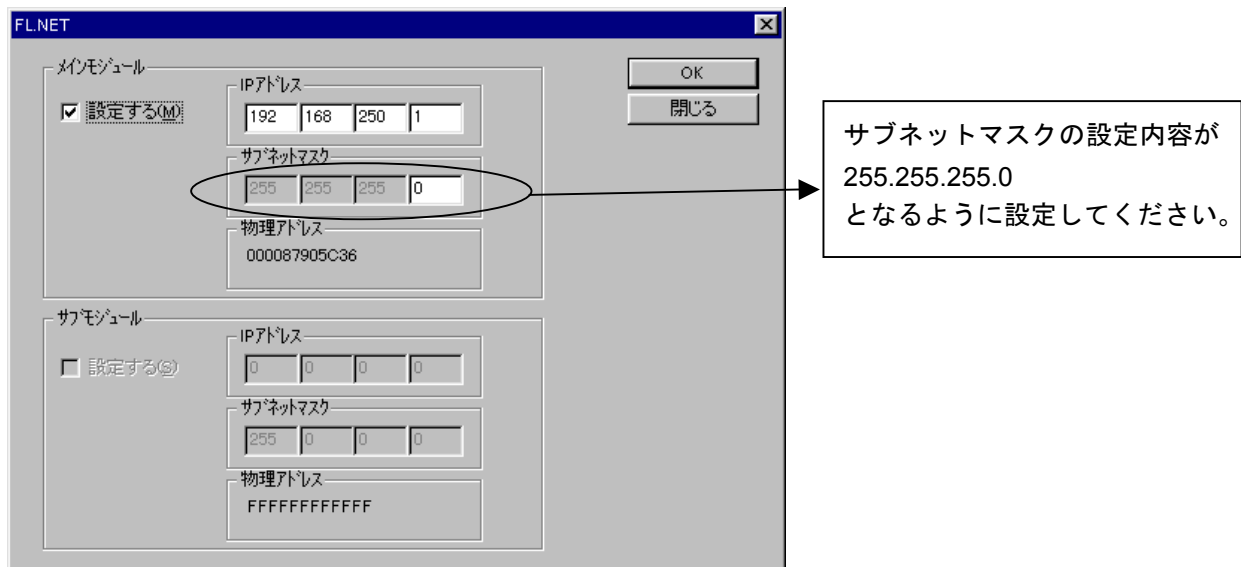 FL.NET
メインモジュール
設定する(M)
IPアドレス
192 168 250 1
サブネットマスク
255 255 255 0
物理アドレス
000087905C36
OK
閉じる
サブネットマスクの設定内容が
255.255.255.0
となるように設定してください。
サブモジュール
設定する(S)
IPアドレス
0 0 0 0
サブネットマスク
255 0 0 0
物理アドレス
FFFFFFFFFFFF